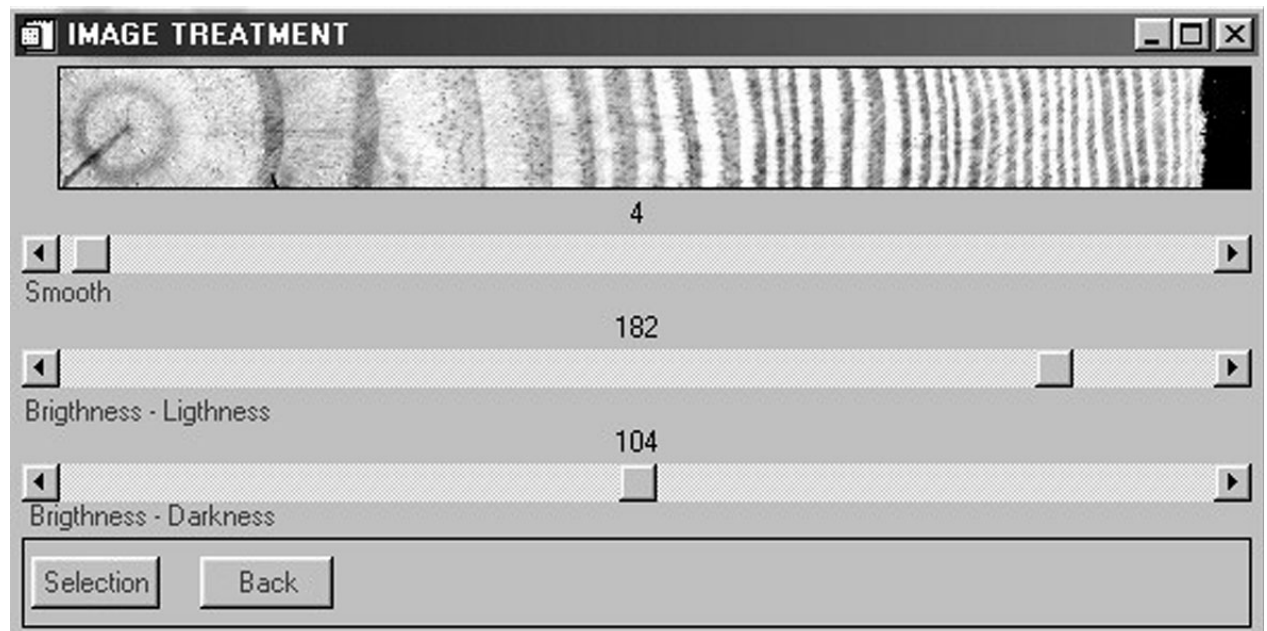 IMAGE TREATMENT
4
Smooth
182
Brigthness - Ligthness
104
Brigthness - Darkness
Selection Back